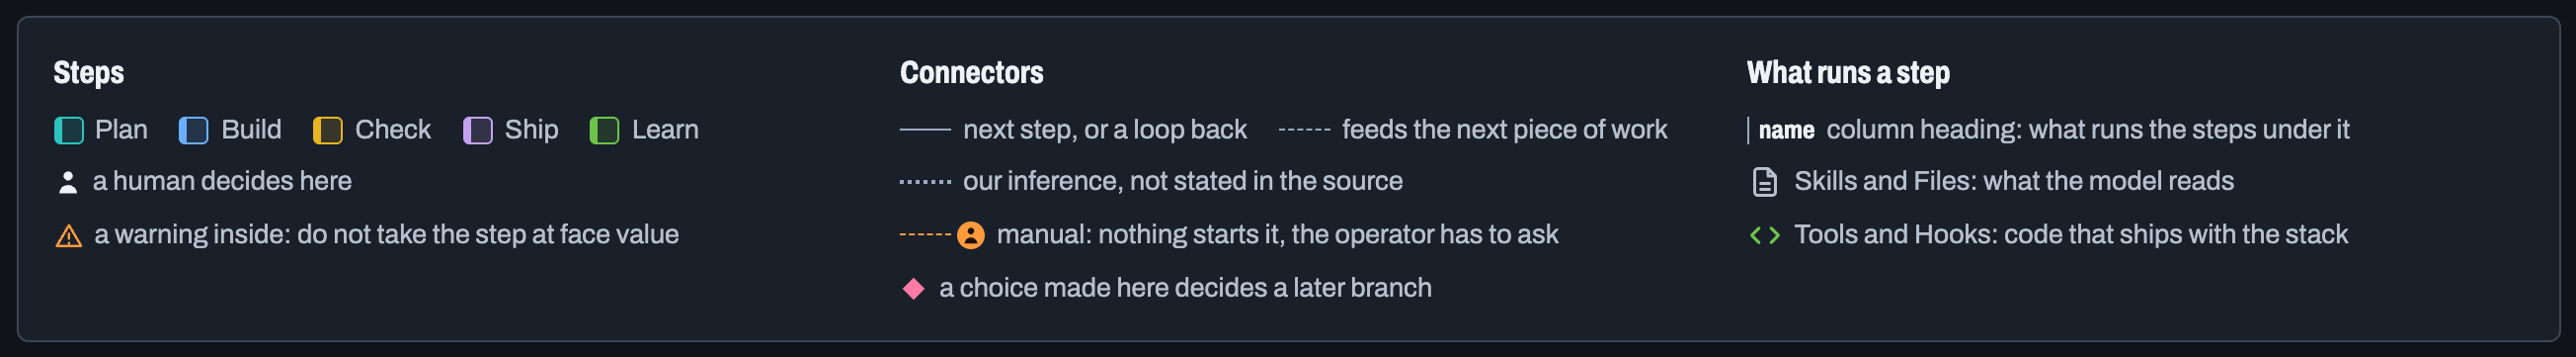 Steps
Plan Build Check Ship Learn
a human decides here
a warning inside: do not take the step at face value
Connectors
next step, or a loop back feeds the next piece of work
our inference, not stated in the source
manual: nothing starts it, the operator has to ask
a choice made here decides a later branch
What runs a step
name column heading: what runs the steps under it
Skills and Files: what the model reads
Tools and Hooks: code that ships with the stack